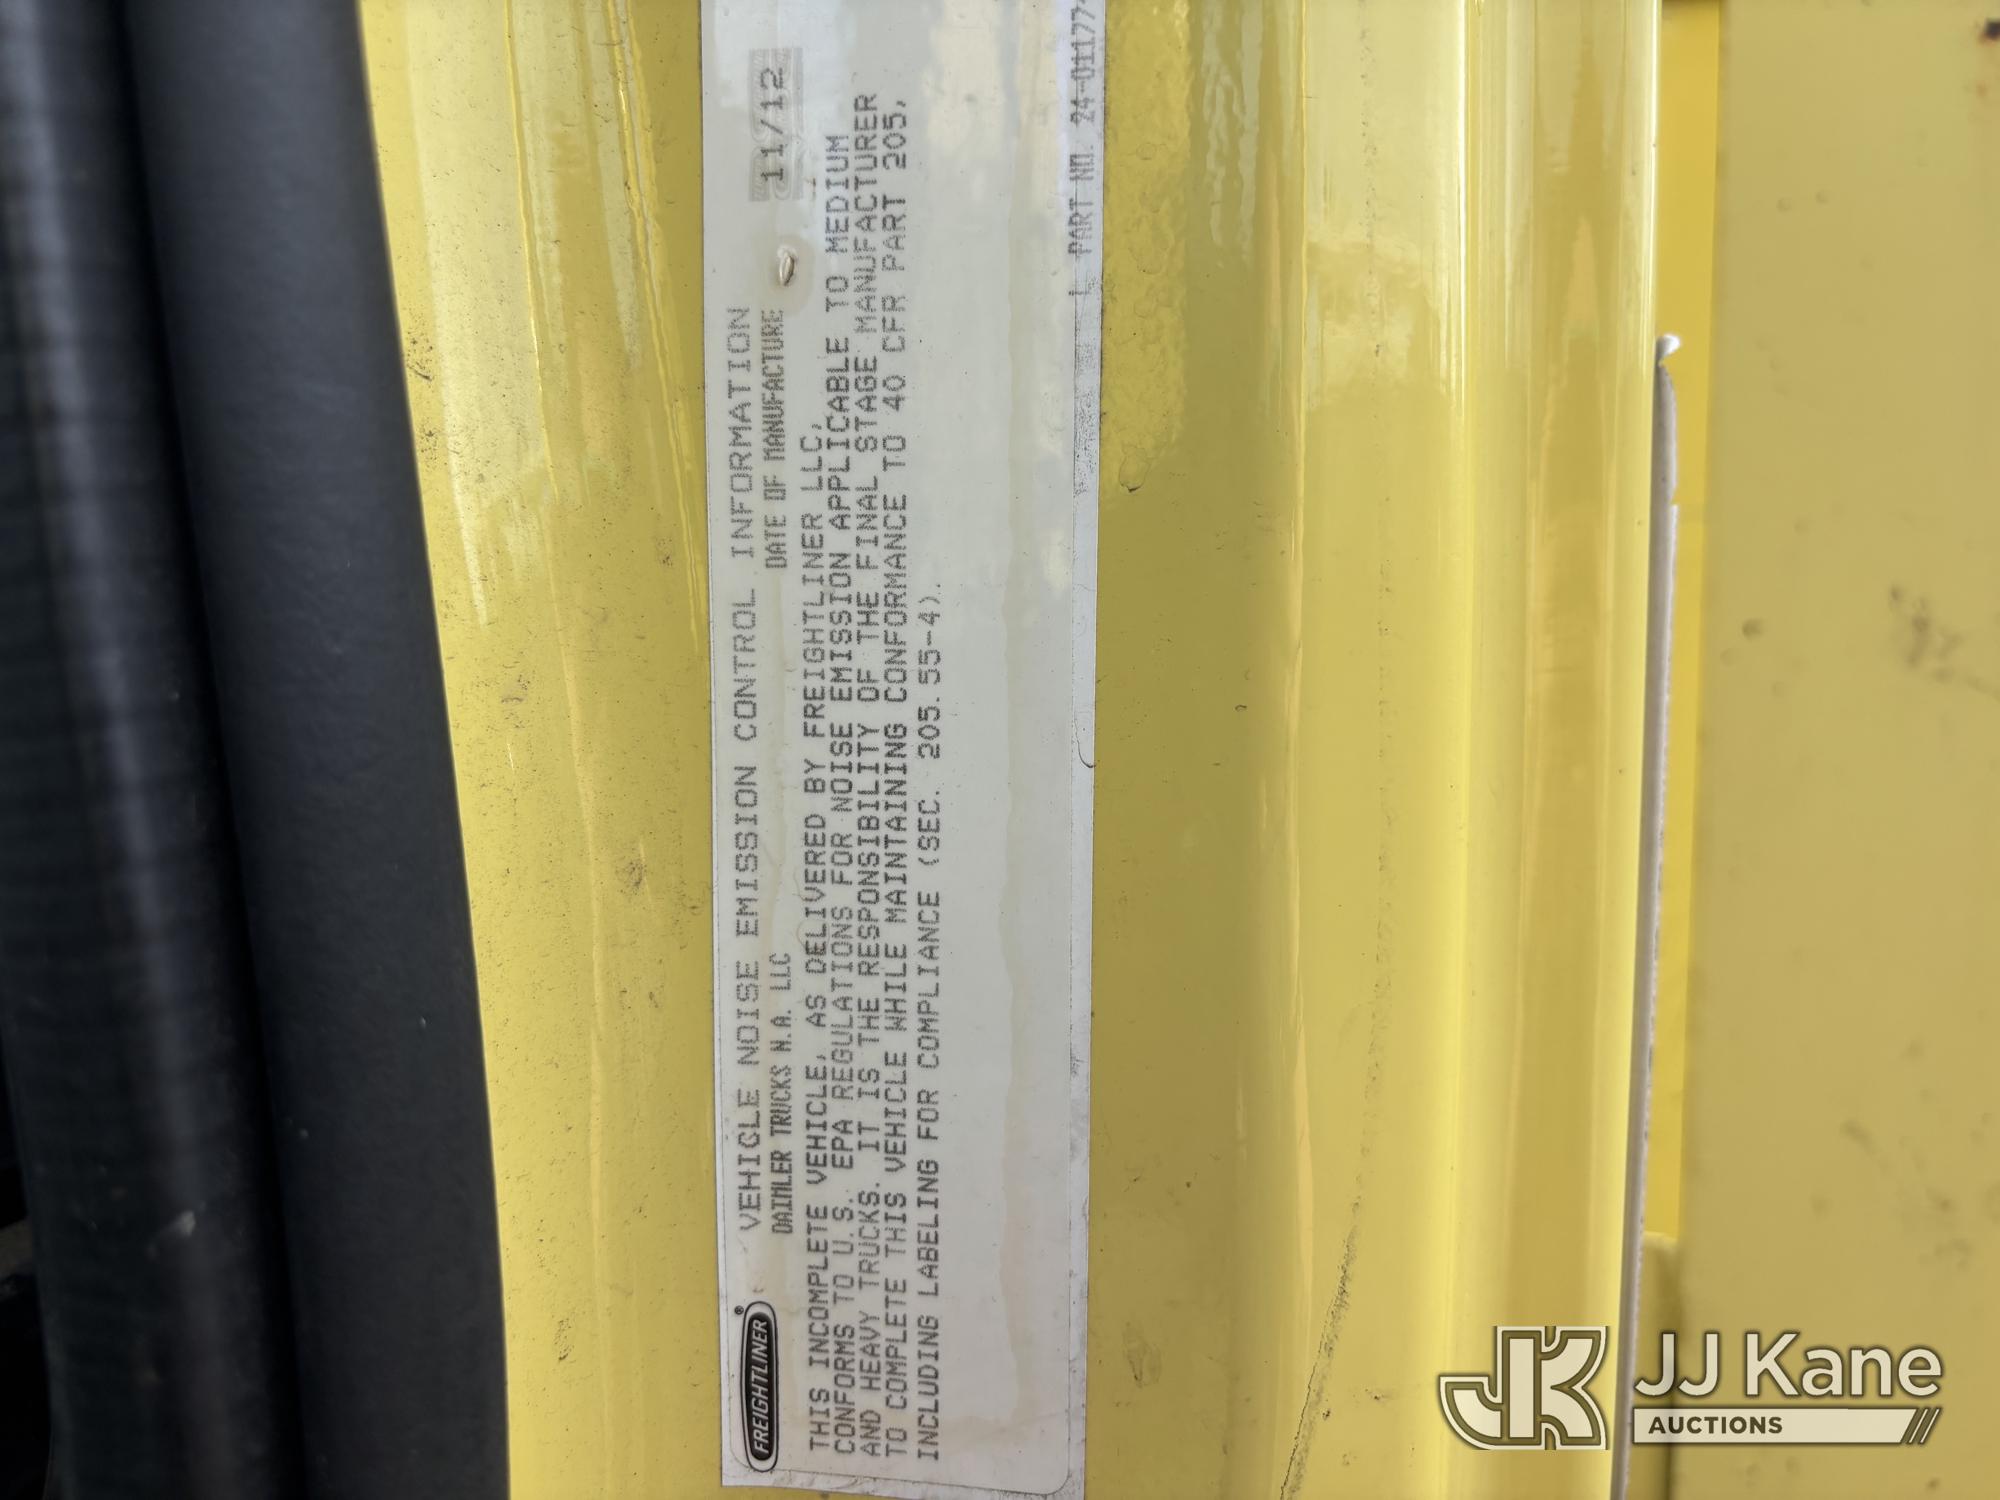 VEHICLE NOISE EMISSION CONTROL INFORMATION
DAIMLER TRUCKS N.A. LLC DATE OF MANUFACTURE 11/12
FREIGHTLINER®
THIS INCOMPLETE VEHICLE, AS DELIVERED BY FREIGHTLINER LLC,
CONFORMS TO U.S. EPA REGULATIONS FOR NOISE EMISSION APPLICABLE TO MEDIUM
AND HEAVY TRUCKS. IT IS THE RESPONSIBILITY OF THE FINAL STAGE MANUFACTURER
TO COMPLETE THIS VEHICLE WHILE MAINTAINING CONFORMANCE TO 40 CFR PART 205,
INCLUDING LABELING FOR COMPLIANCE (SEC. 205.55-4).
PART NO. 24-01177-
JK JJ Kane
AUCTIONS